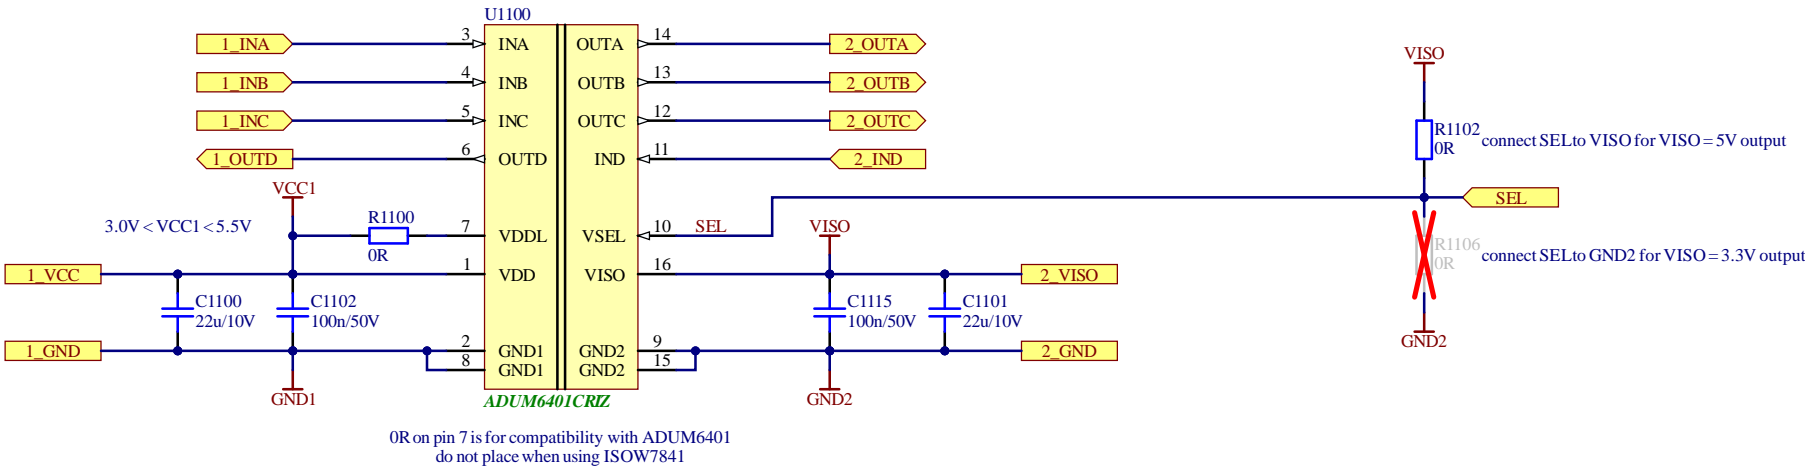 U1100
1_INA
3
INA
OUTA
14
2_OUTA
1_INB
4
INB
OUTB
13
2_OUTB
1_INC
5
INC
OUTC
12
2_OUTC
1_OUTD
6
OUTD
IND
11
2_IND
VCC1
3.0V < VCC1 < 5.5V
R1100
0R
7
VDDL
VSEL
10
SEL
VISO
1_VCC
1
VDD
VISO
16
2_VISO
C1100
22u/10V
C1102
100n/50V
C1115
100n/50V
C1101
22u/10V
1_GND
2
GND1
GND2
9
2_GND
8
GND1
GND2
15
GND1
GND2
ADUM6401CRIZ
0R on pin 7 is for compatibility with ADUM6401
do not place when using ISOW7841
VISO
R1102
0R
connect SEL to VISO for VISO = 5V output
SEL
R1106
0R
connect SEL to GND2 for VISO = 3.3V output
GND2